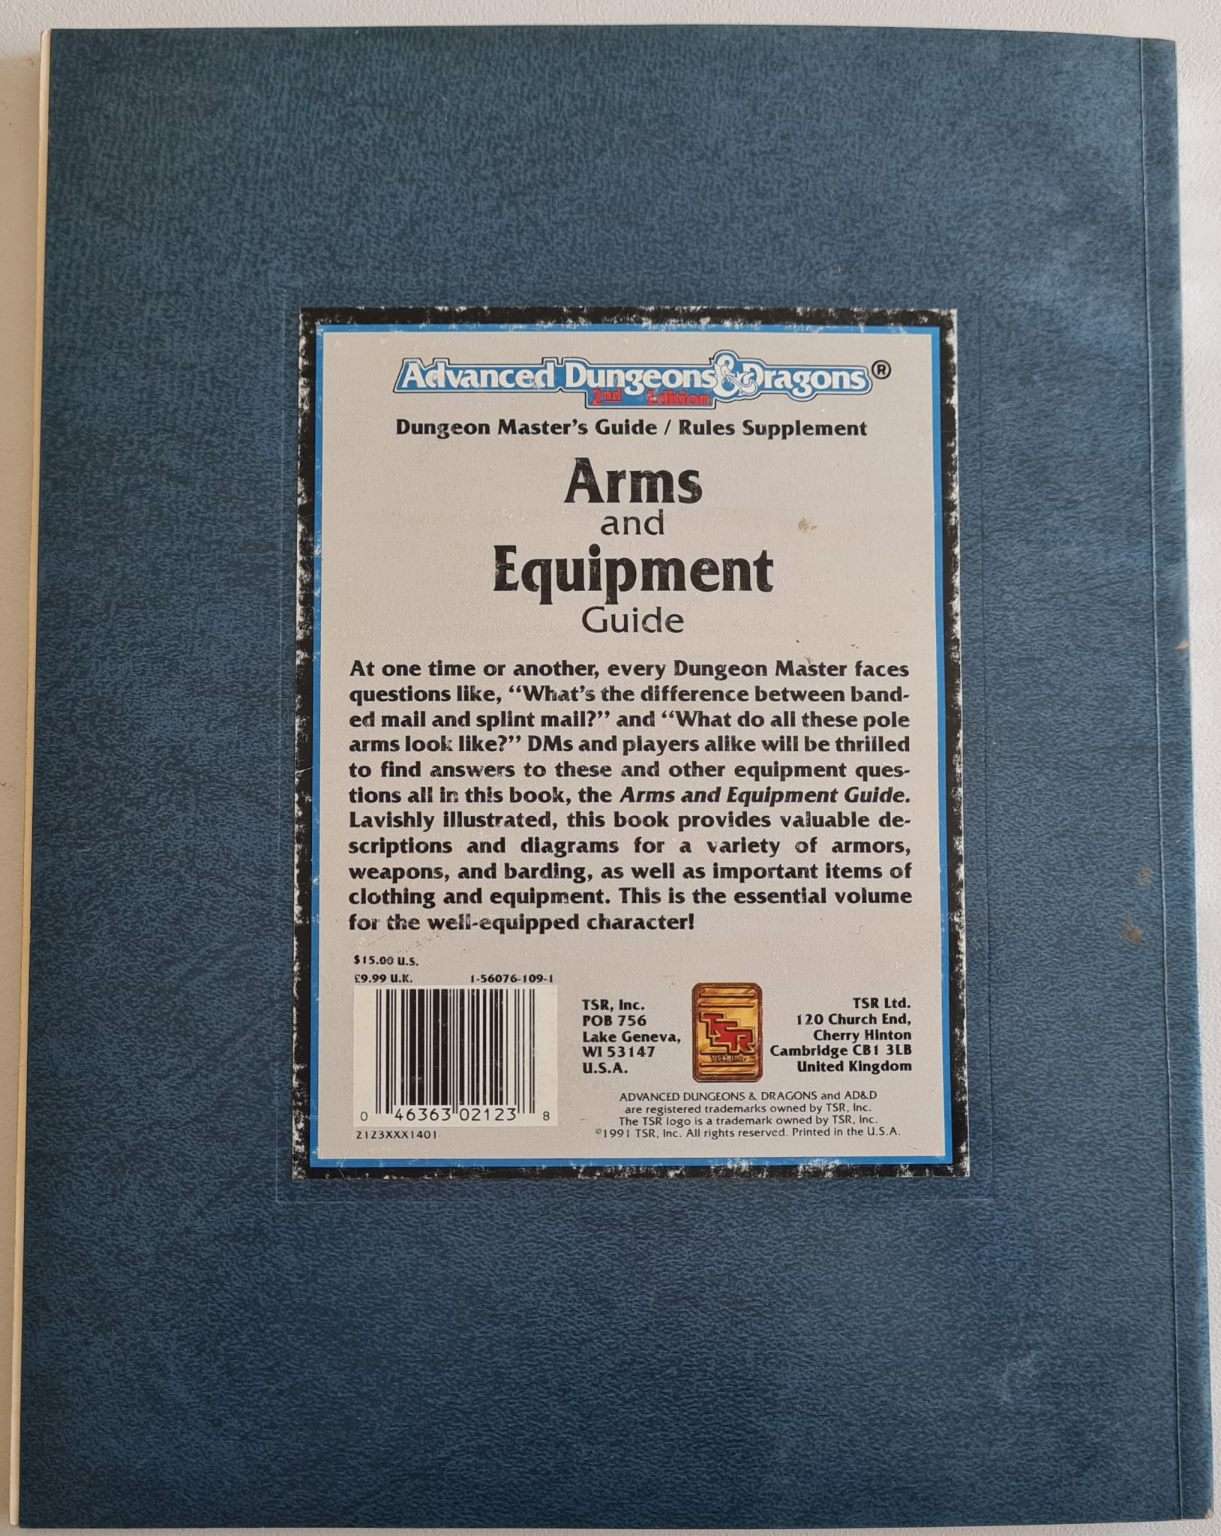 Advanced Dungeons & Dragons®
2nd Edition
Dungeon Master's Guide / Rules Supplement
Arms
and
Equipment
Guide
At one time or another, every Dungeon Master faces
questions like, “What's the difference between band-
ed mail and splint mail?” and “What do all these pole
arms look like?” DMs and players alike will be thrilled
to find answers to these and other equipment ques-
tions all in this book, the Arms and Equipment Guide.
Lavishly illustrated, this book provides valuable de-
scriptions and diagrams for a variety of armors,
weapons, and barding, as well as important items of
clothing and equipment. This is the essential volume
for the well-equipped character!
$15.00 U.S.
£9.99 U.K. 1-56076-109-1
0 46363 02123 8
2123XXX1401
TSR, Inc.
POB 756
Lake Geneva,
WI 53147
U.S.A.
TSR
TSR Ltd.
120 Church End,
Cherry Hinton
Cambridge CB1 3LB
United Kingdom
ADVANCED DUNGEONS & DRAGONS and AD&D
are registered trademarks owned by TSR, Inc.
The TSR logo is a trademark owned by TSR, Inc.
©1991 TSR, Inc. All rights reserved. Printed in the U.S.A.